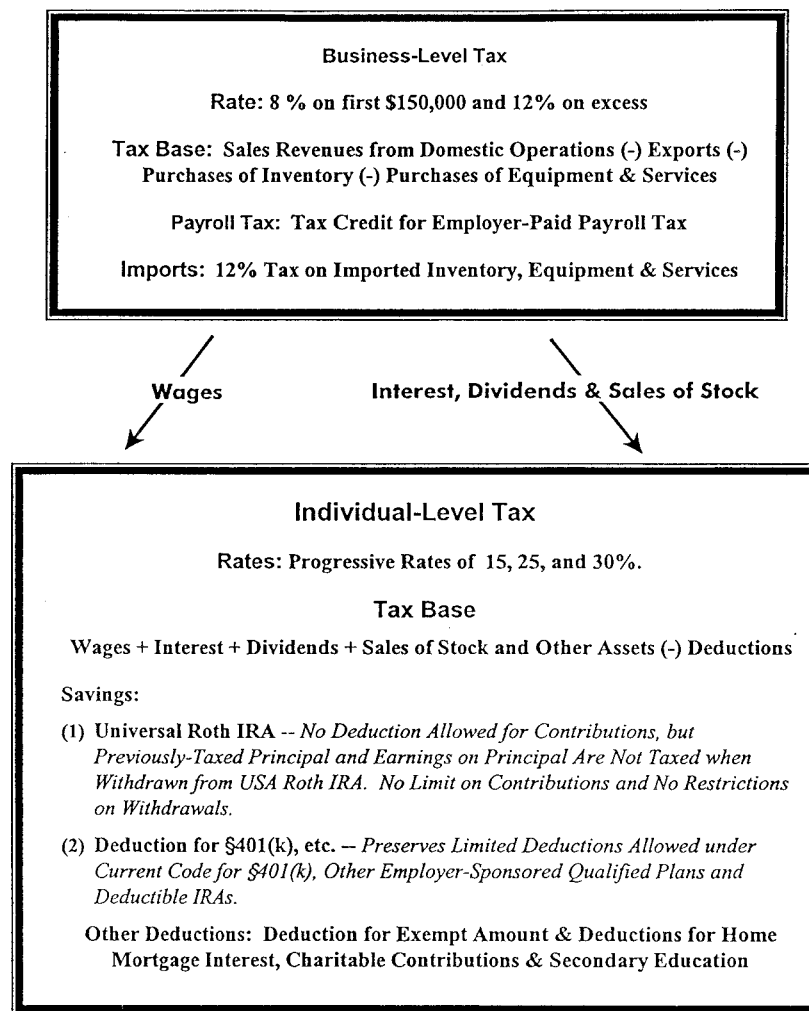 Business-Level Tax
Rate: 8 % on first $150,000 and 12% on excess
Tax Base: Sales Revenues from Domestic Operations (-) Exports (-)
Purchases of Inventory (-) Purchases of Equipment & Services
Payroll Tax: Tax Credit for Employer-Paid Payroll Tax
Imports: 12% Tax on Imported Inventory, Equipment & Services
Wages
Interest, Dividends & Sales of Stock
Individual-Level Tax
Rates: Progressive Rates of 15, 25, and 30%.
Tax Base
Wages + Interest + Dividends + Sales of Stock and Other Assets (-) Deductions
Savings:
(1) Universal Roth IRA -- No Deduction Allowed for Contributions, but
Previously-Taxed Principal and Earnings on Principal Are Not Taxed when
Withdrawn from USA Roth IRA. No Limit on Contributions and No Restrictions
on Withdrawals.
(2) Deduction for §401(k), etc. -- Preserves Limited Deductions Allowed under
Current Code for §401(k), Other Employer-Sponsored Qualified Plans and
Deductible IRAs.
Other Deductions: Deduction for Exempt Amount & Deductions for Home
Mortgage Interest, Charitable Contributions & Secondary Education